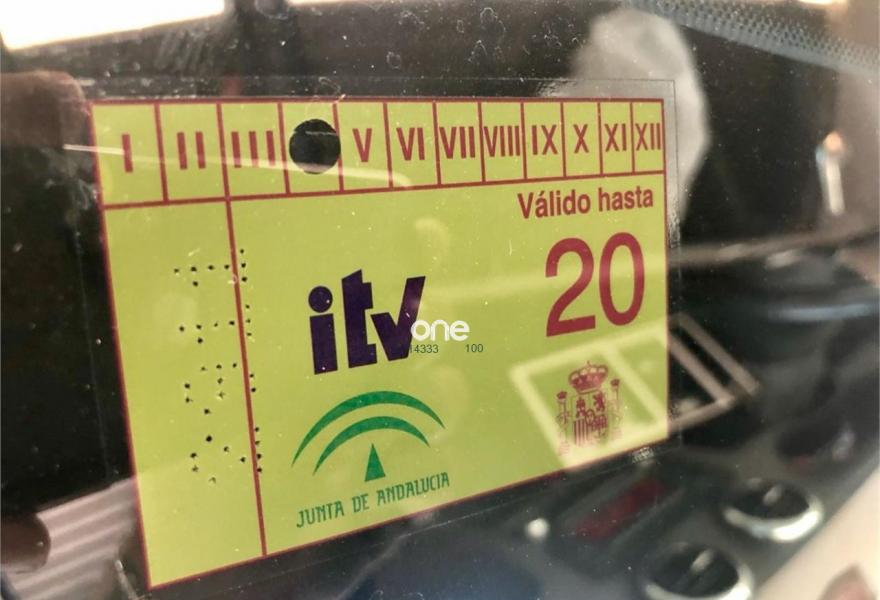 I II III V VI VII VIII IX X XI XII
Válido hasta
20
itv
one
14333 100
JUNTA DE ANDALUCIA